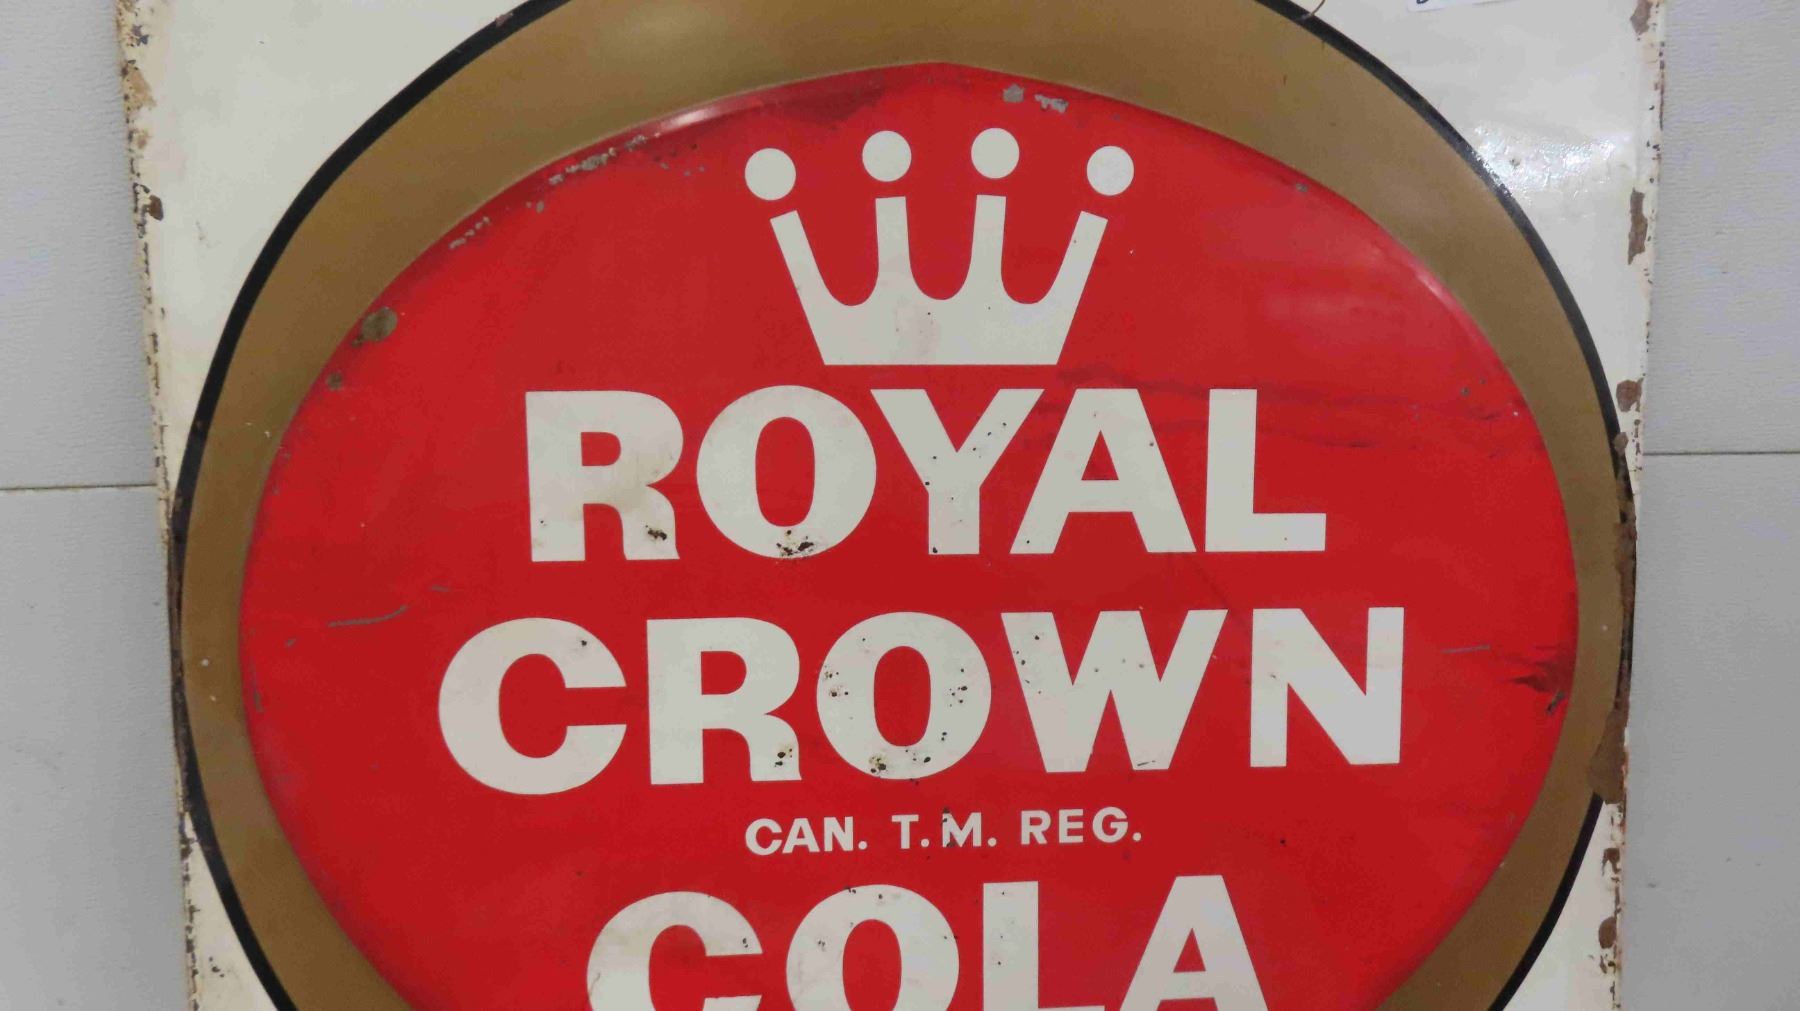 ROYAL
CROWN
CAN. T.M. REG.
COLA